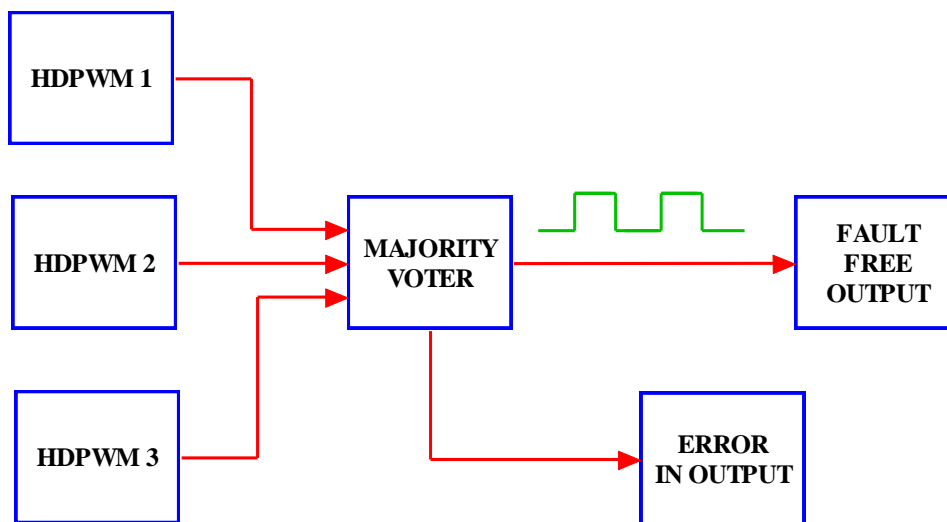 HDPWM 1
HDPWM 2
HDPWM 3
MAJORITY
VOTER
FAULT
FREE
OUTPUT
ERROR
IN OUTPUT